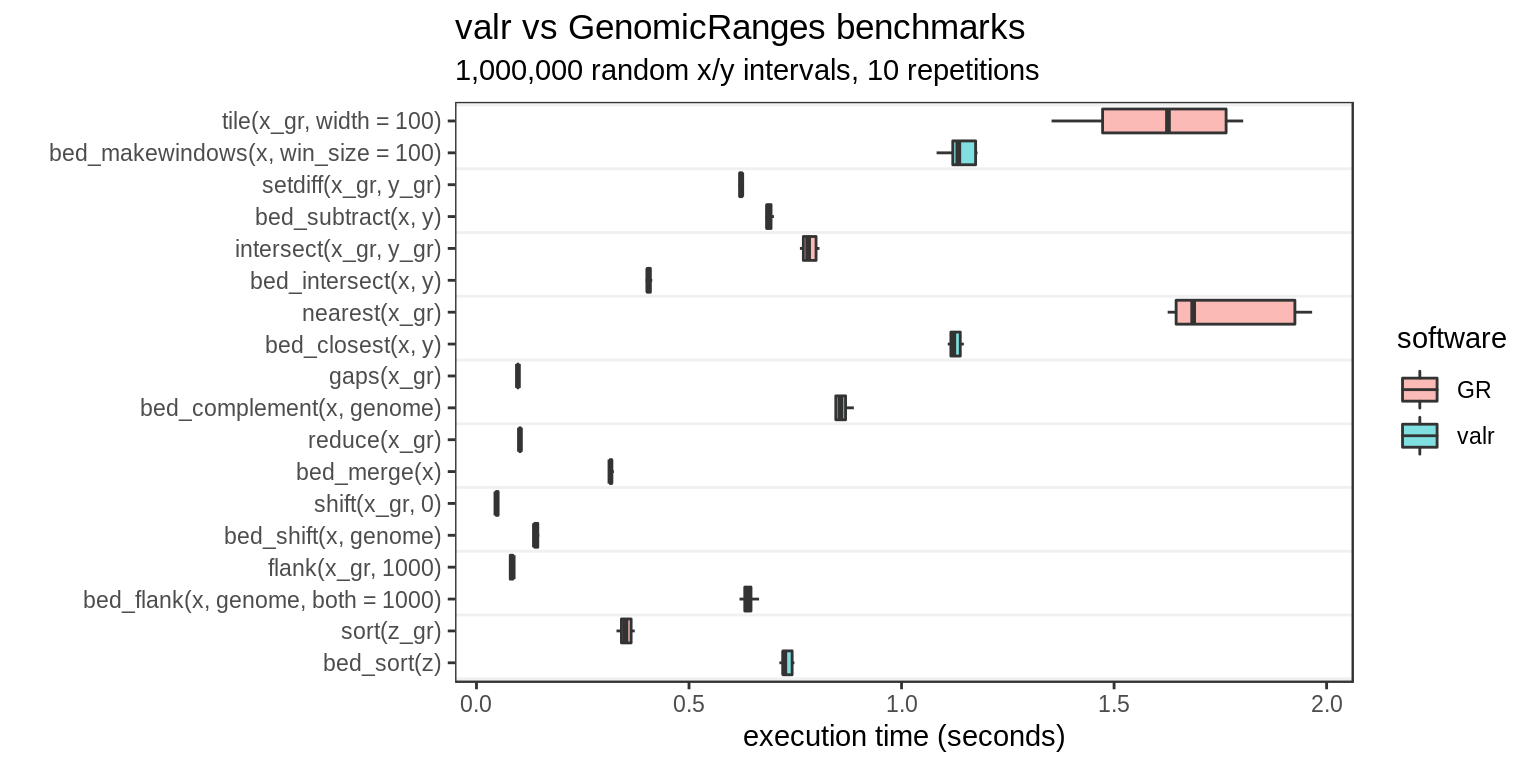 valr vs GenomicRanges benchmarks
1,000,000 random x/y intervals, 10 repetitions
tile(x_gr, width = 100)
bed_makewindows(x, win_size = 100)
setdiff(x_gr, y_gr)
bed_subtract(x, y)
intersect(x_gr, y_gr)
bed_intersect(x, y)
nearest(x_gr)
bed_closest(x, y)
gaps(x_gr)
bed_complement(x, genome)
reduce(x_gr)
bed_merge(x)
shift(x_gr, 0)
bed_shift(x, genome)
flank(x_gr, 1000)
bed_flank(x, genome, both = 1000)
sort(z_gr)
bed_sort(z)
0.0 0.5 1.0 1.5 2.0
execution time (seconds)
software
GR
valr